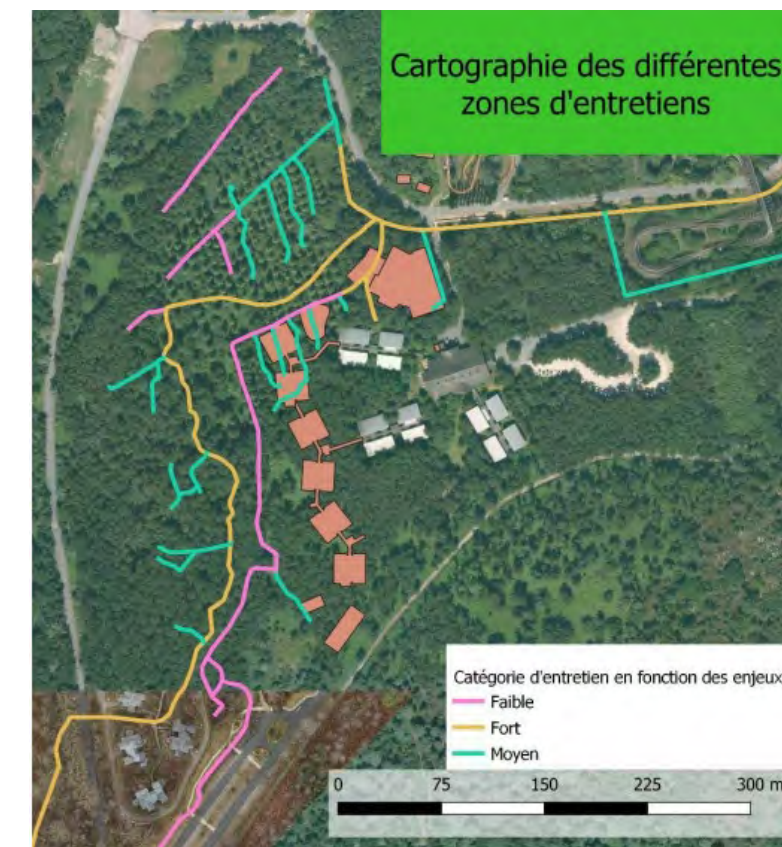 Cartographie des différentes
zones d'entretiens
Catégorie d'entretien en fonction des enjeux
Faible
Fort
Moyen
0 75 150 225 300 m